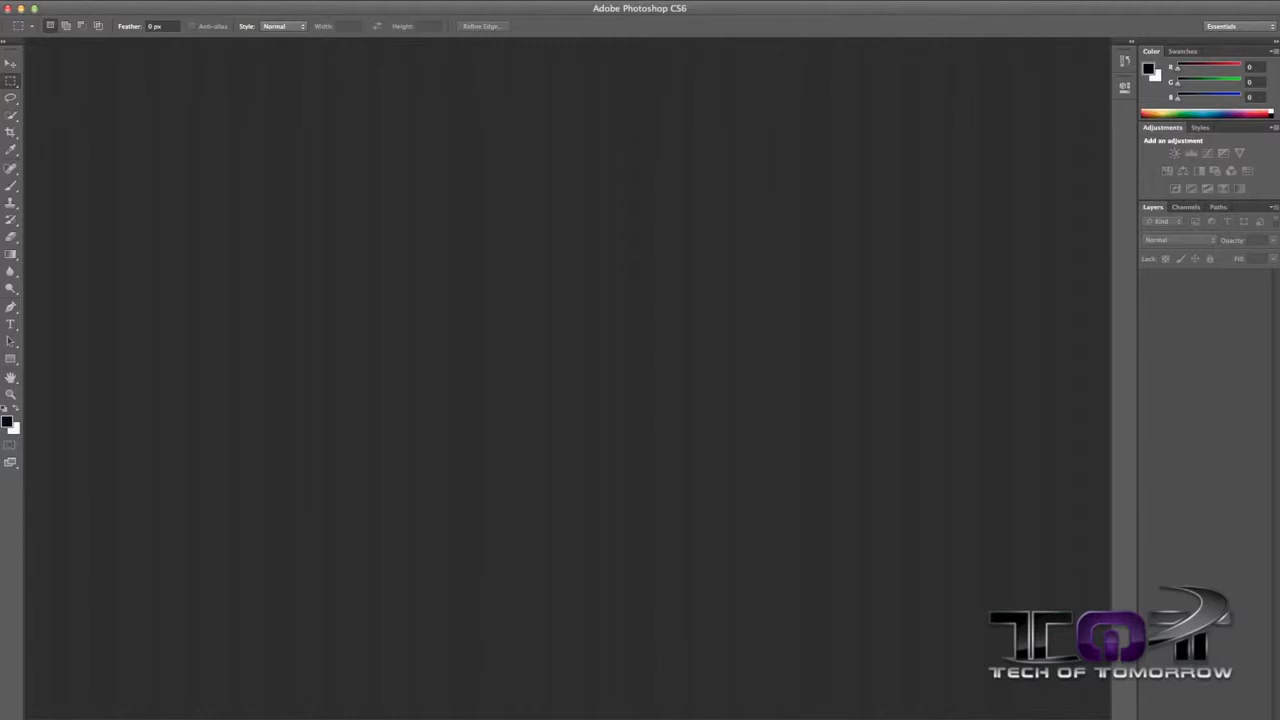 Adobe Photoshop CS6
Feather: 0 px Anti-alias Style: Normal Width: Height: Refine Edge... Essentials
Color Swatches
R 0
G 0
B 0
Adjustments Styles
Add an adjustment
Layers Channels Paths
Kind
Normal Opacity:
Lock: Fill:
TOT
TECH OF TOMORROW